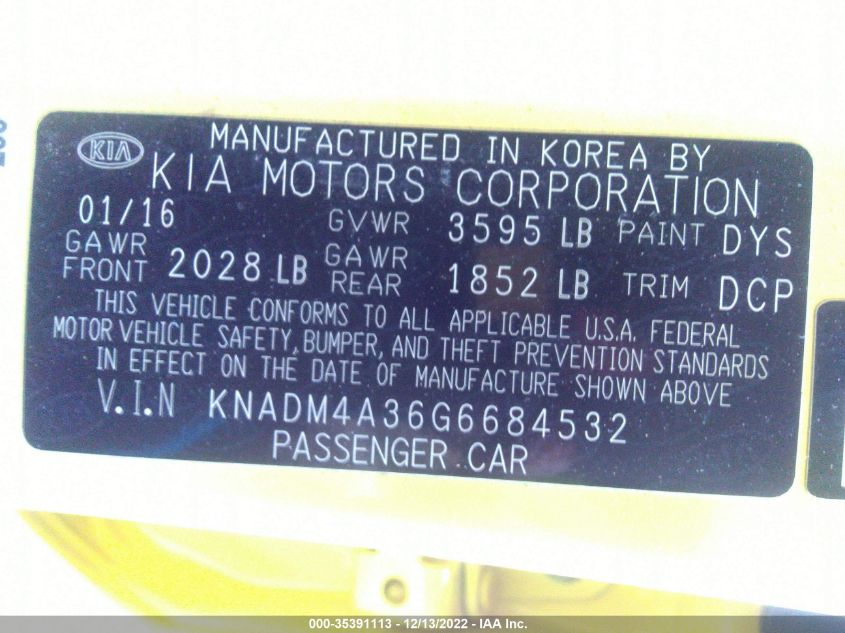 KIA
MANUFACTURED IN KOREA BY
KIA MOTORS CORPORATION
01/16 GVWR 3595 LB PAINT DYS
GAWR FRONT 2028 LB GAWR REAR 1852 LB TRIM DCP
THIS VEHICLE CONFORMS TO ALL APPLICABLE U.S.A. FEDERAL
MOTOR VEHICLE SAFETY, BUMPER, AND THEFT PREVENTION STANDARDS
IN EFFECT ON THE DATE OF MANUFACTURE SHOWN ABOVE
V.I.N KNADM4A36G6684532
PASSENGER CAR
000-35391113 - 12/13/2022 - IAA Inc.